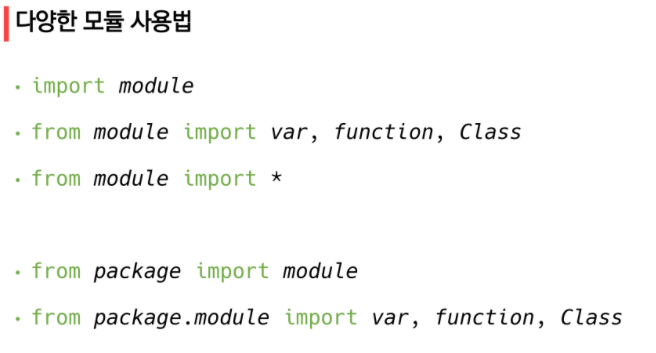 다양한 모듈 사용법
• import module
• from module import var, function, Class
• from module import *
• from package import module
• from package.module import var, function, Class